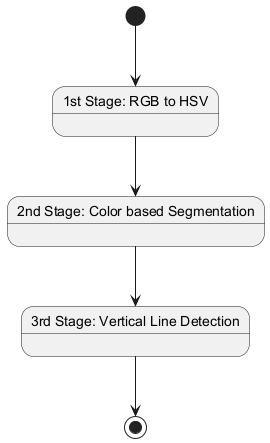 1st Stage: RGB to HSV
2nd Stage: Color based Segmentation
3rd Stage: Vertical Line Detection